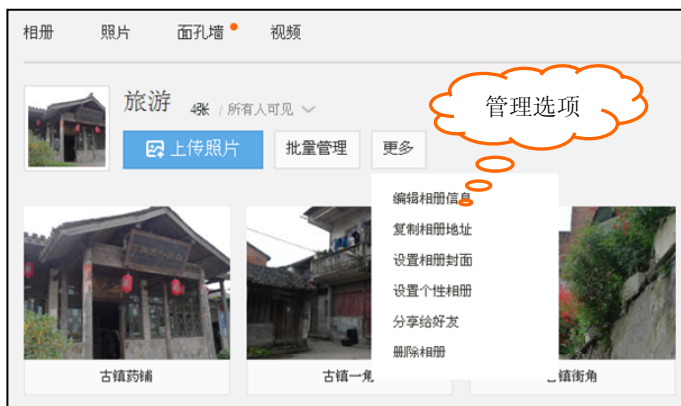 相册 照片 面孔墙 视频
旅游 4张 / 所有人可见
管理选项
上传照片 批量管理 更多
编辑相册信息
复制相册地址
设置相册封面
设置个性相册
分享给好友
删除相册
古镇药铺 古镇一角 古镇街角